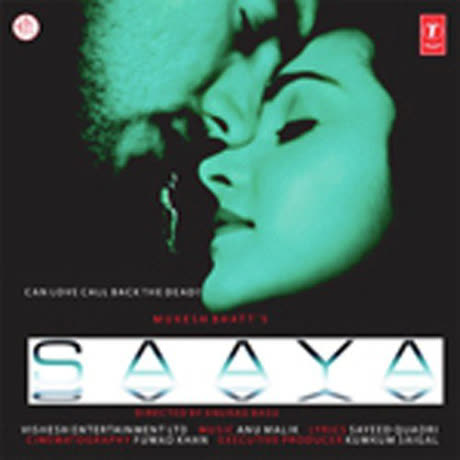 T
CAN LOVE CALL BACK THE DEAD?
MUKESH BHATT'S
SAAYA
DIRECTED BY ANURAG BASU
VISHESH ENTERTAINMENT LTD MUSIC ANU MALIK LYRICS SAYEED QUADRI
CINEMATOGRAPHY FUWAD KHAN EXECUTIVE PRODUCER KUMKUM SAIGAL